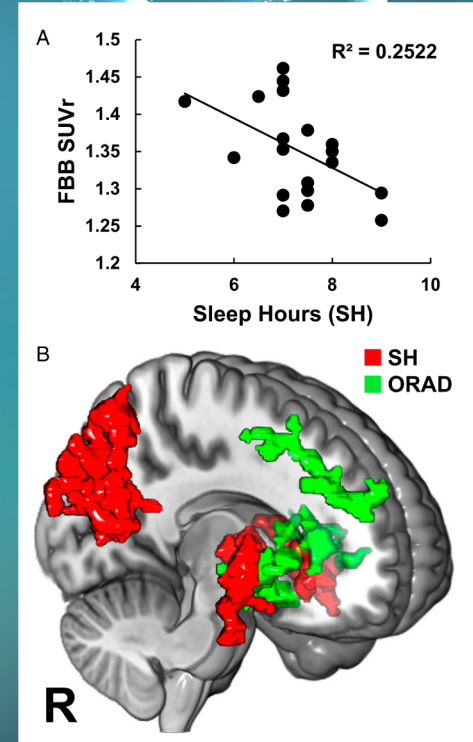 A
R² = 0.2522
FBB SUVr
1.5
1.45
1.4
1.35
1.3
1.25
1.2
4 6 8 10
Sleep Hours (SH)
B
SH
ORAD
R